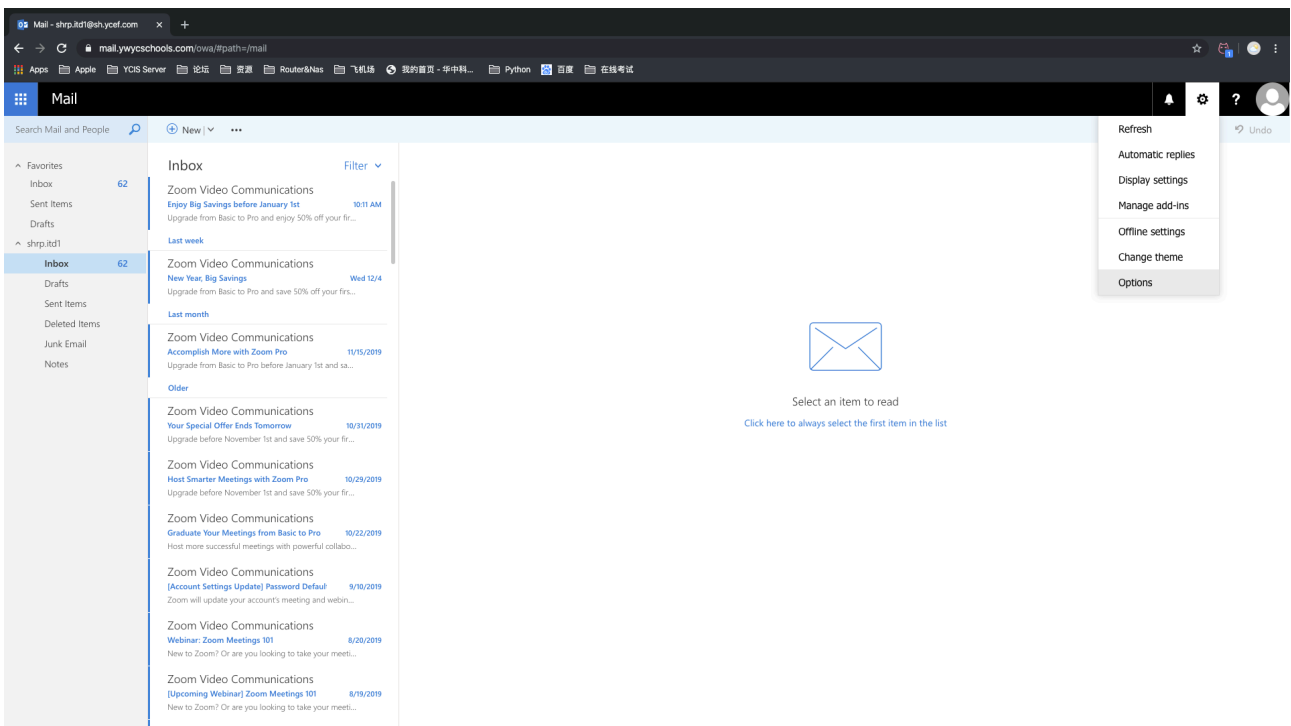 Mail - shrp.itd1@sh.ycef.com
mail.ywycschools.com/owa/#path=/mail
Apps Apple YCIS Server 论坛 资源 Router&Nas 飞机场 我的首页 - 华中科... Python 百度 在线考试
Mail
Search Mail and People
New
Undo
Refresh
Automatic replies
Display settings
Manage add-ins
Offline settings
Change theme
Options
Favorites
Inbox 62
Sent Items
Drafts
shrp.itd1
Inbox 62
Drafts
Sent Items
Deleted Items
Junk Email
Notes
Inbox Filter
Zoom Video Communications
Enjoy Big Savings before January 1st 10:11 AM
Upgrade from Basic to Pro and enjoy 50% off your fir...
Last week
Zoom Video Communications
New Year, Big Savings Wed 12/4
Upgrade from Basic to Pro and save 50% off your firs...
Last month
Zoom Video Communications
Accomplish More with Zoom Pro 11/15/2019
Upgrade from Basic to Pro before January 1st and sa...
Older
Zoom Video Communications
Your Special Offer Ends Tomorrow 10/31/2019
Upgrade before November 1st and save 50% your fir...
Zoom Video Communications
Host Smarter Meetings with Zoom Pro 10/29/2019
Upgrade before November 1st and save 50% your fir...
Zoom Video Communications
Graduate Your Meetings from Basic to Pro 10/22/2019
Host more successful meetings with powerful collabo...
Zoom Video Communications
[Account Settings Update] Password Defaul 9/10/2019
Zoom will update your account's meeting and webin...
Zoom Video Communications
Webinar: Zoom Meetings 101 8/20/2019
New to Zoom? Or are you looking to take your meeti...
Zoom Video Communications
[Upcoming Webinar] Zoom Meetings 101 8/19/2019
New to Zoom? Or are you looking to take your meeti...
Select an item to read
Click here to always select the first item in the list